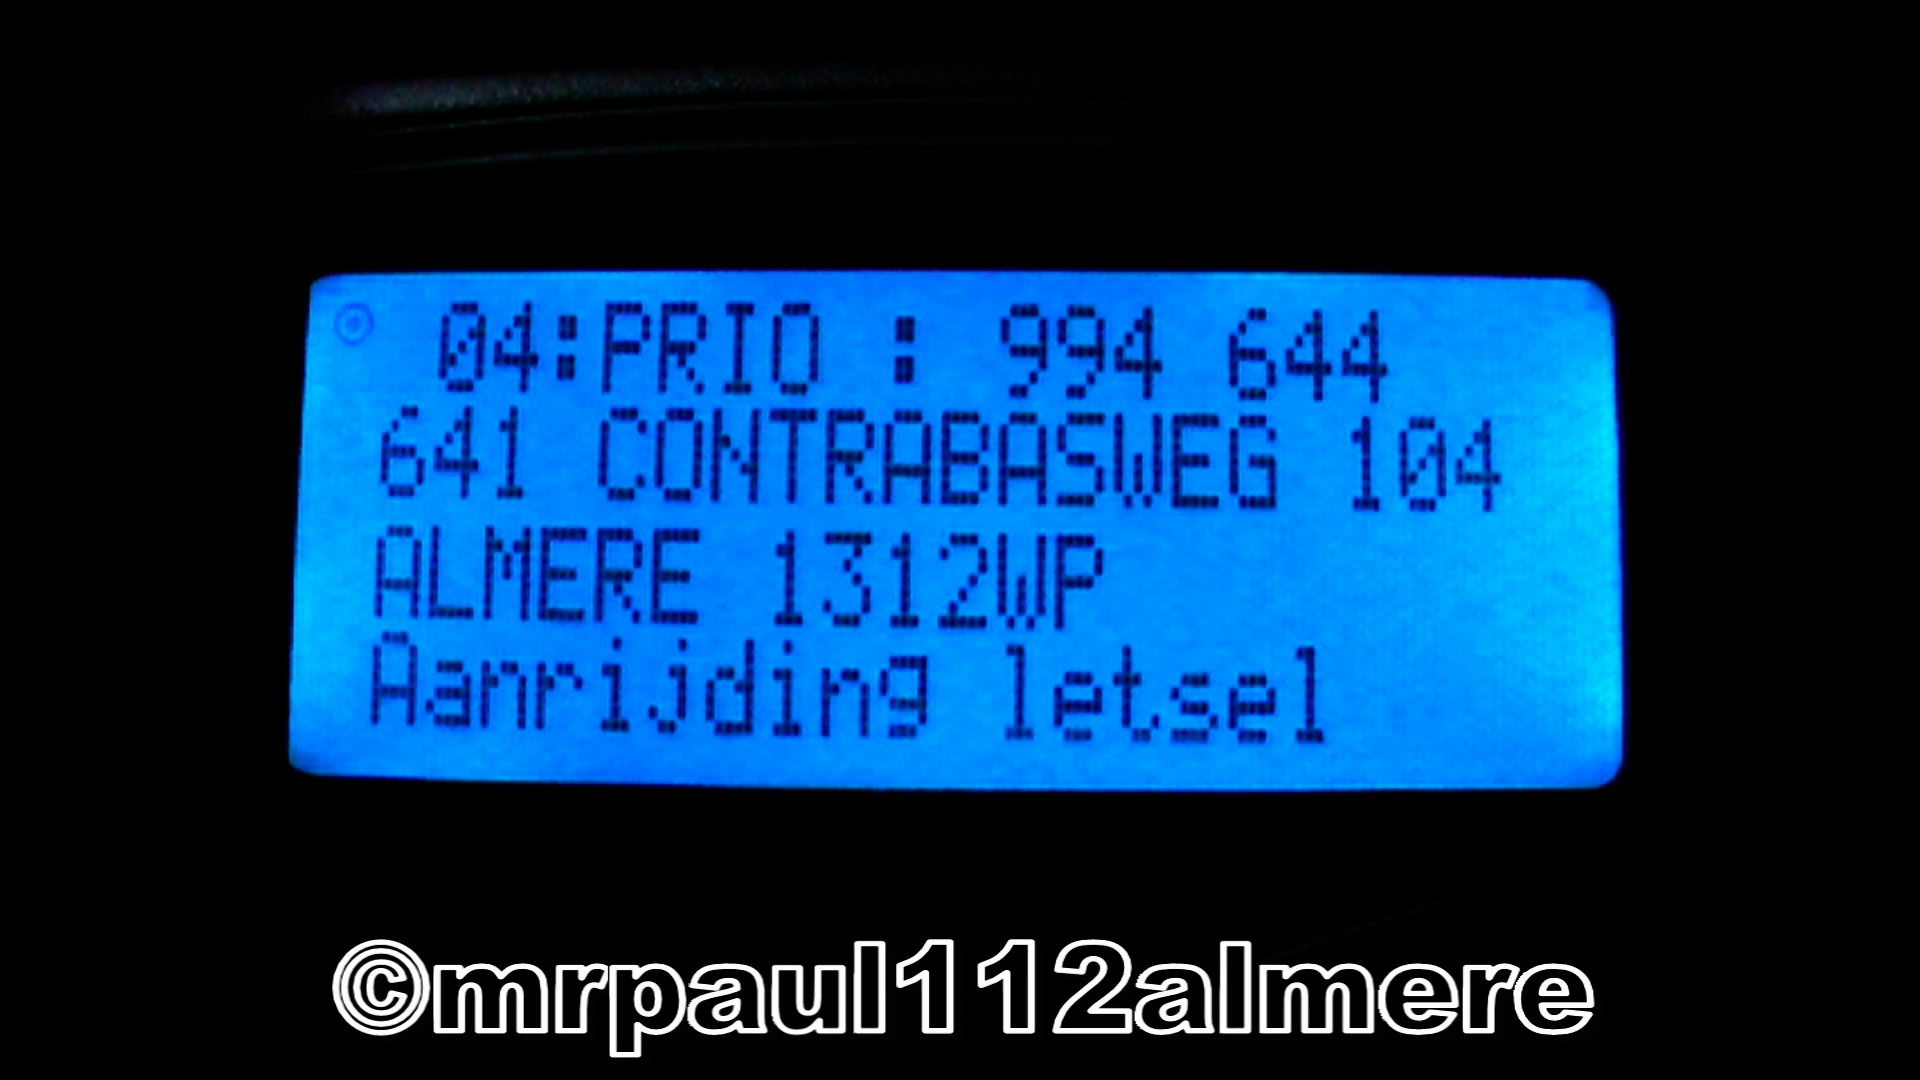 04:PRIO : 994 644
641 CONTRABASWEG 104
ALMERE 1312WP
Aanrijding letsel
©mrpaul112almere